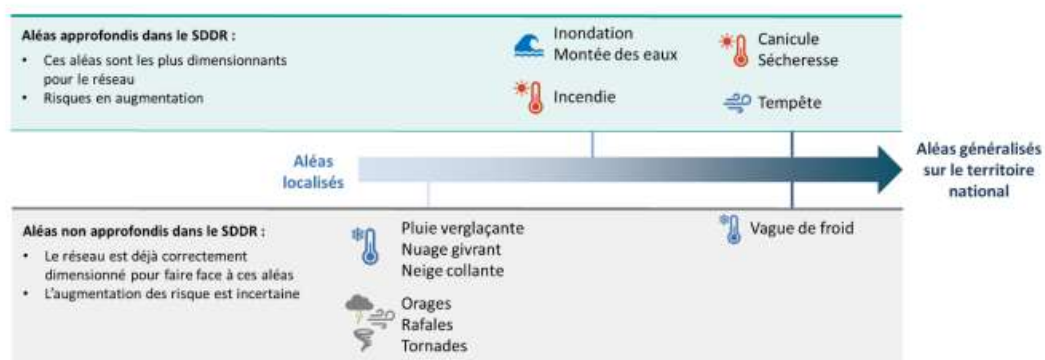 Aléas approfondis dans le SDDR :
• Ces aléas sont les plus dimensionnants
pour le réseau
• Risques en augmentation
Inondation
Montée des eaux
Incendie
Canicule
Sécheresse
Tempête
Aléas
localisés
Aléas généralisés
sur le territoire
national
Aléas non approfondis dans le SDDR :
• Le réseau est déjà correctement
dimensionné pour faire face à ces aléas
• L'augmentation des risque est incertaine
Pluie verglaçante
Nuage givrant
Neige collante
Orages
Rafales
Tornades
Vague de froid